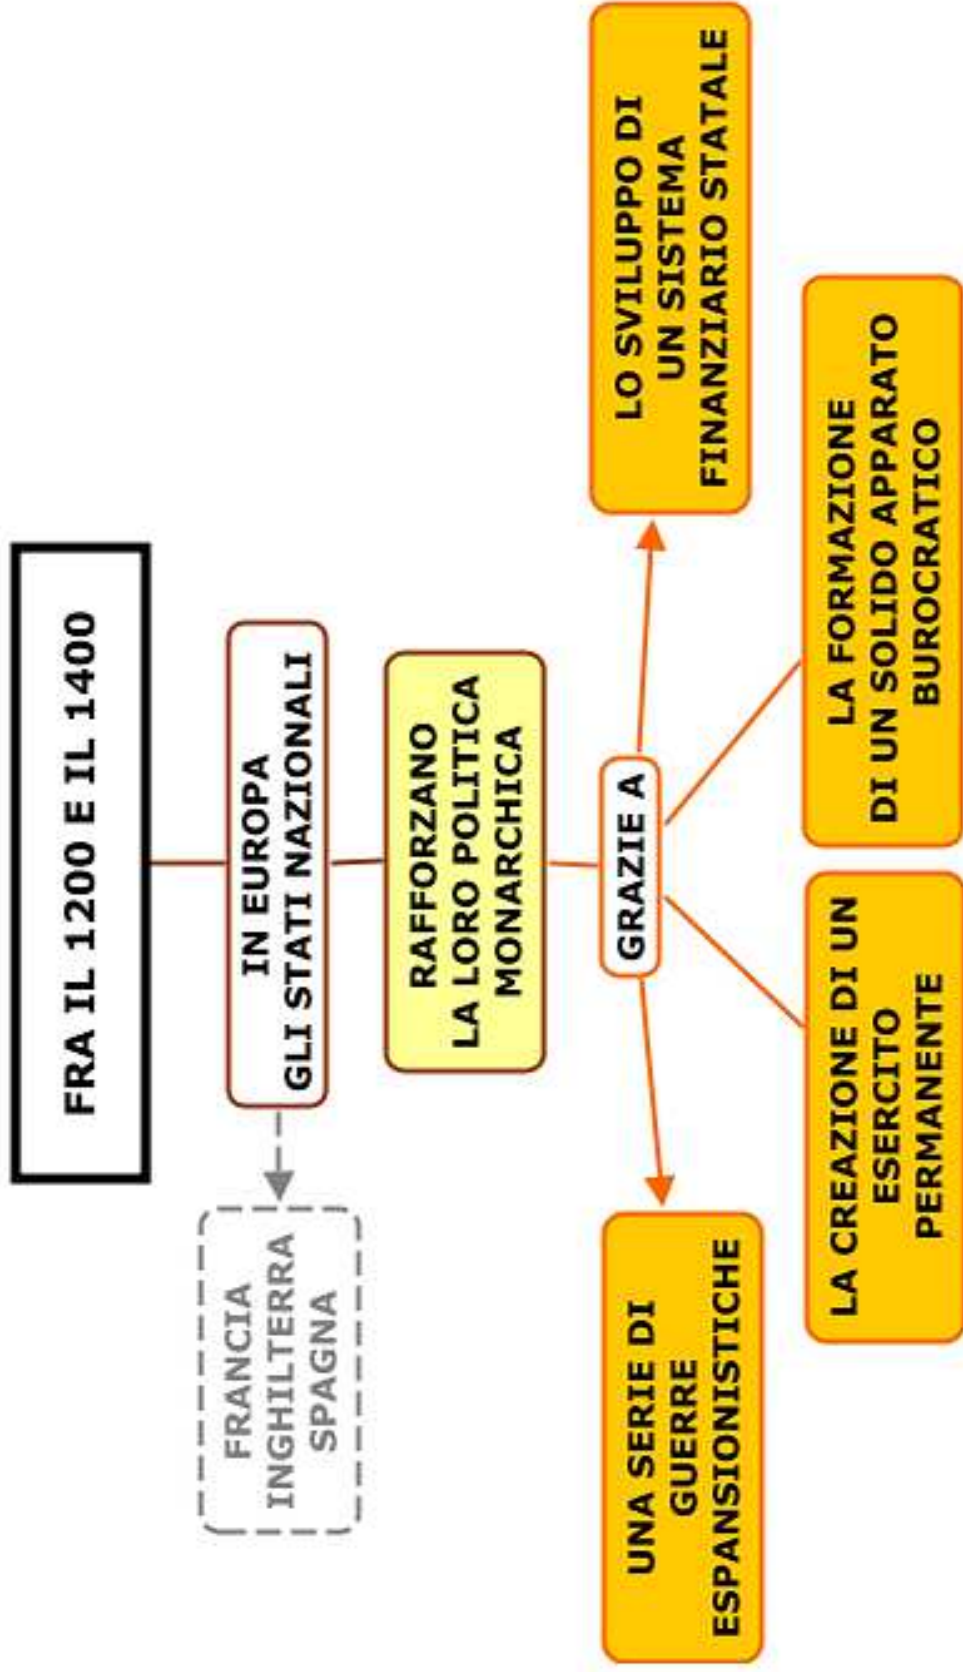 FRA IL 1200 E IL 1400
IN EUROPA
GLI STATI NAZIONALI
FRANCIA
INGHILTERRA
SPAGNA
RAFFORZANO
LA LORO POLITICA
MONARCHICA
GRAZIE A
UNA SERIE DI
GUERRE
ESPANSIONISTICHE
LA CREAZIONE DI UN
ESERCITO
PERMANENTE
LA FORMAZIONE
DI UN SOLIDO APPARATO
BUROCRATICO
LO SVILUPPO DI
UN SISTEMA
FINANZIARIO STATALE